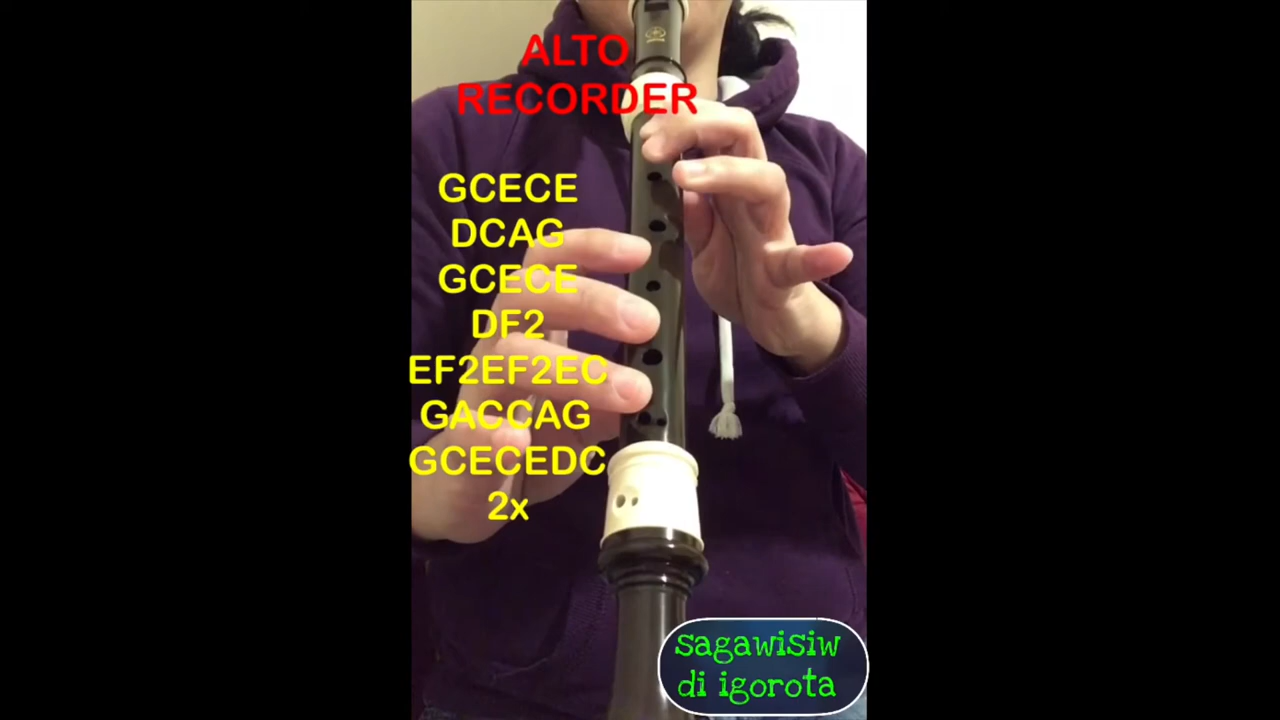 ALTO
RECORDER
GCECE
DCAG
GCECE
DF2
EF2EF2EC
GACCAG
GCECEDC
2x
sagawisiw
di igorota